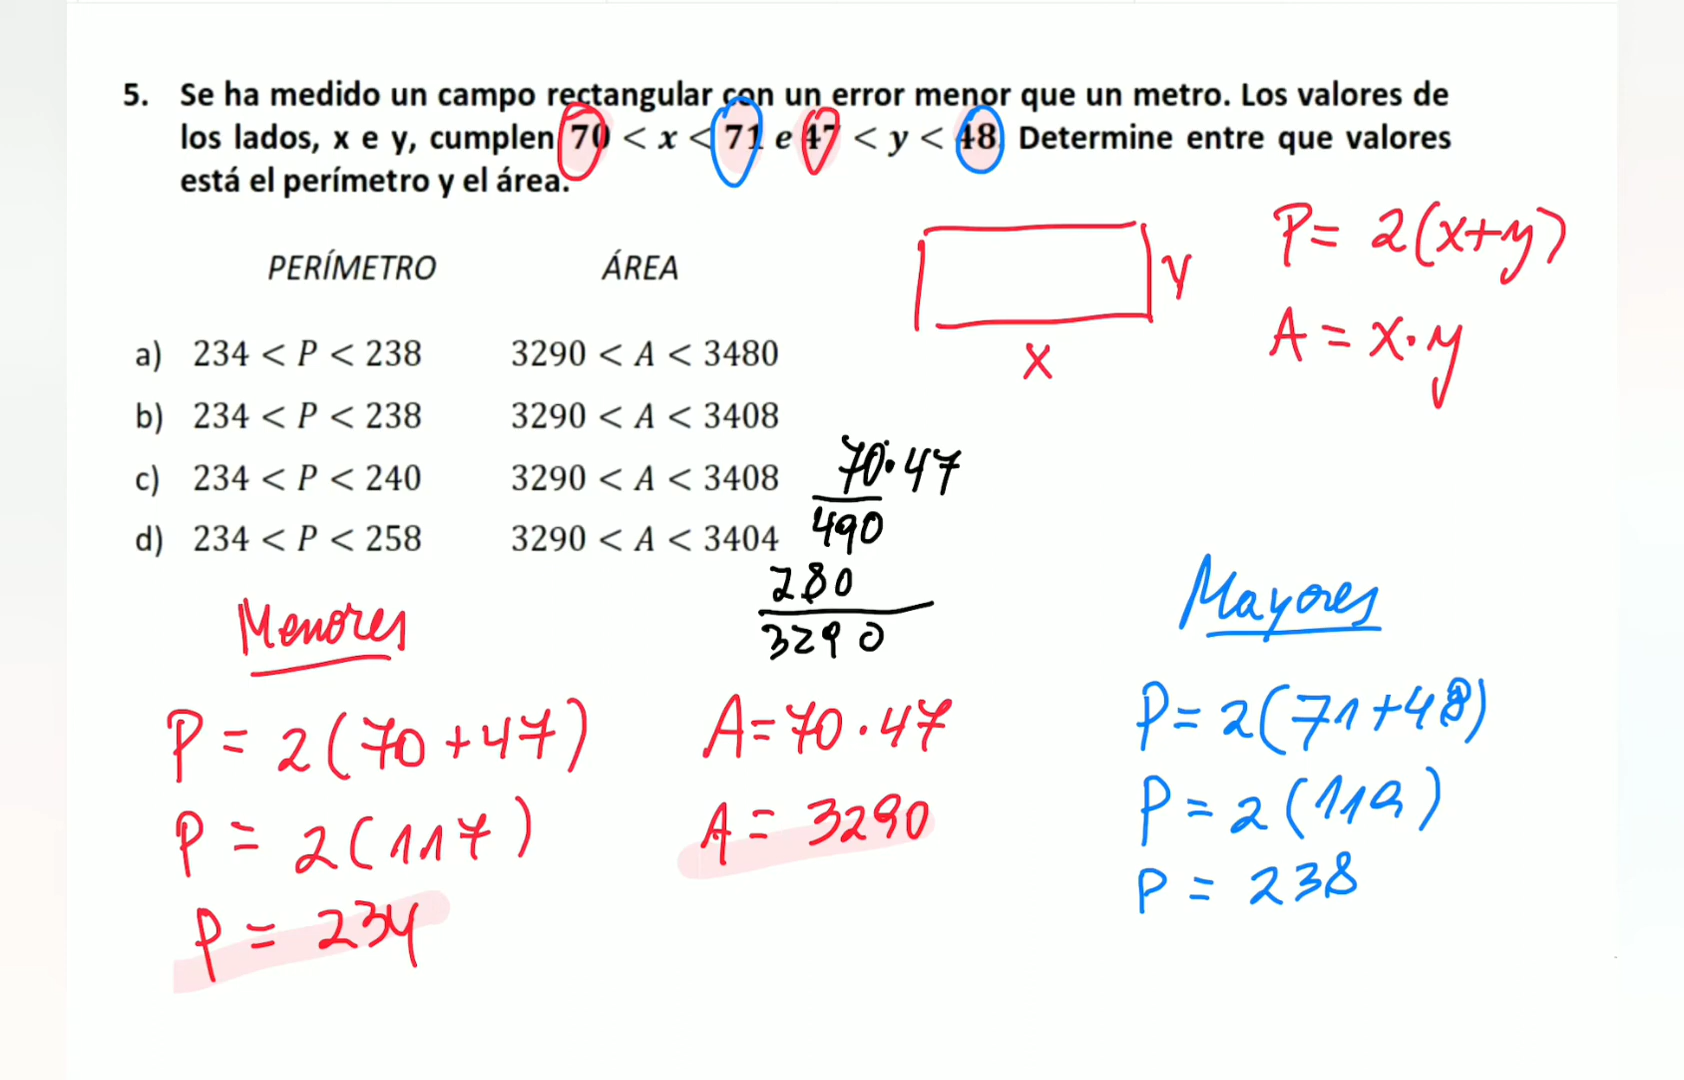 5. Se ha medido un campo rectangular con un error menor que un metro. Los valores de
los lados, x e y, cumplen 70 < x < 71 e 47 < y < 48. Determine entre que valores
está el perímetro y el área.
PERÍMETRO ÁREA
a) 234 < P < 238 3290 < A < 3480
b) 234 < P < 238 3290 < A < 3408
c) 234 < P < 240 3290 < A < 3408
d) 234 < P < 258 3290 < A < 3404
y
x
P = 2(x+y)
A = x·y
70·47
490
280
3290
Menores
P = 2(70+47)
P = 2(117)
P = 234
A=70·47
A = 3290
Mayores
P = 2(71+48)
P = 2(119)
P = 238